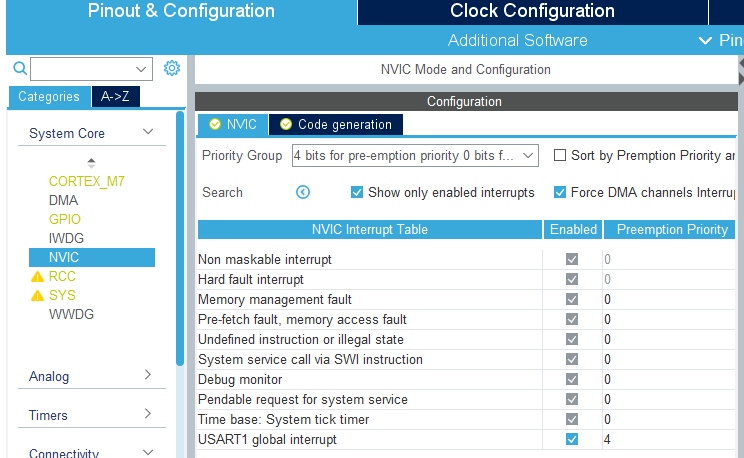 Pinout & Configuration
Clock Configuration
Additional Software
Pin
NVIC Mode and Configuration
Categories
A->Z
Configuration
NVIC
Code generation
System Core
Priority Group
4 bits for pre-emption priority 0 bits f...
Sort by Premption Priority
CORTEX_M7
DMA
GPIO
IWDG
NVIC
RCC
SYS
WWDG
Search
Show only enabled interrupts
Force DMA channels Interrup
NVIC Interrupt Table Enabled Preemption Priority
Non maskable interrupt 0
Hard fault interrupt 0
Memory management fault 0
Pre-fetch fault, memory access fault 0
Undefined instruction or illegal state 0
System service call via SWI instruction 0
Debug monitor 0
Pendable request for system service 0
Time base: System tick timer 0
USART1 global interrupt 4
Analog
Timers
Connectivity